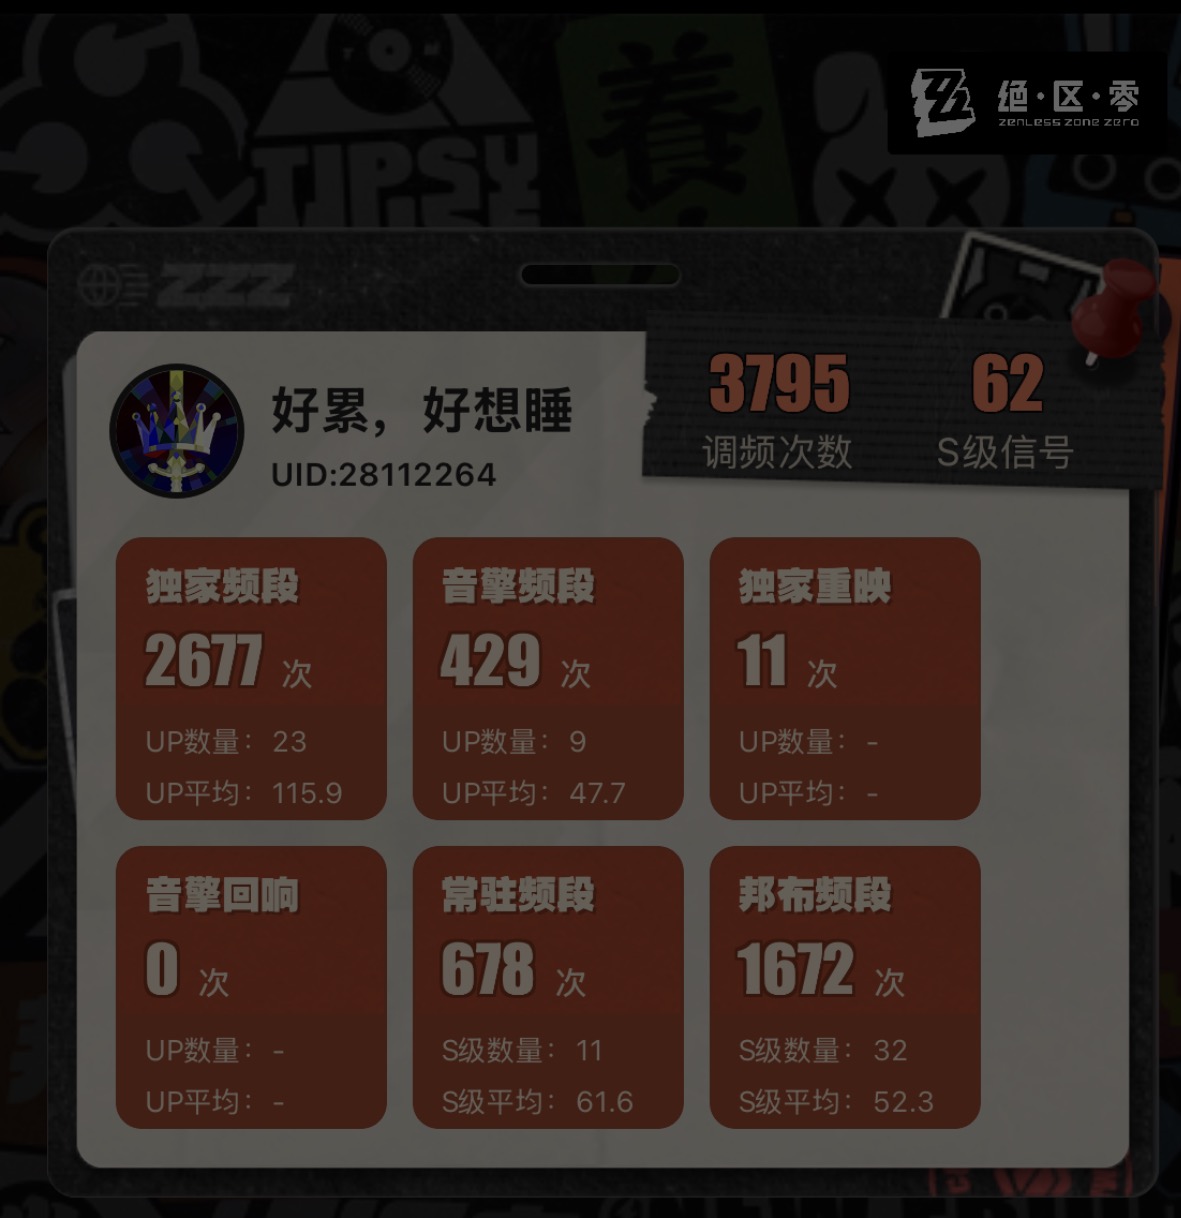 TIPSY
養
绝·区·零
ZENLESS ZONE ZERO
ZZZ
好累，好想睡
UID:28112264
3795
调频次数
62
S级信号
独家频段
2677 次
UP数量：23
UP平均：115.9
音擎频段
429 次
UP数量：9
UP平均：47.7
独家重映
11 次
UP数量：-
UP平均：-
音擎回响
0 次
UP数量：-
UP平均：-
常驻频段
678 次
S级数量：11
S级平均：61.6
邦布频段
1672 次
S级数量：32
S级平均：52.3